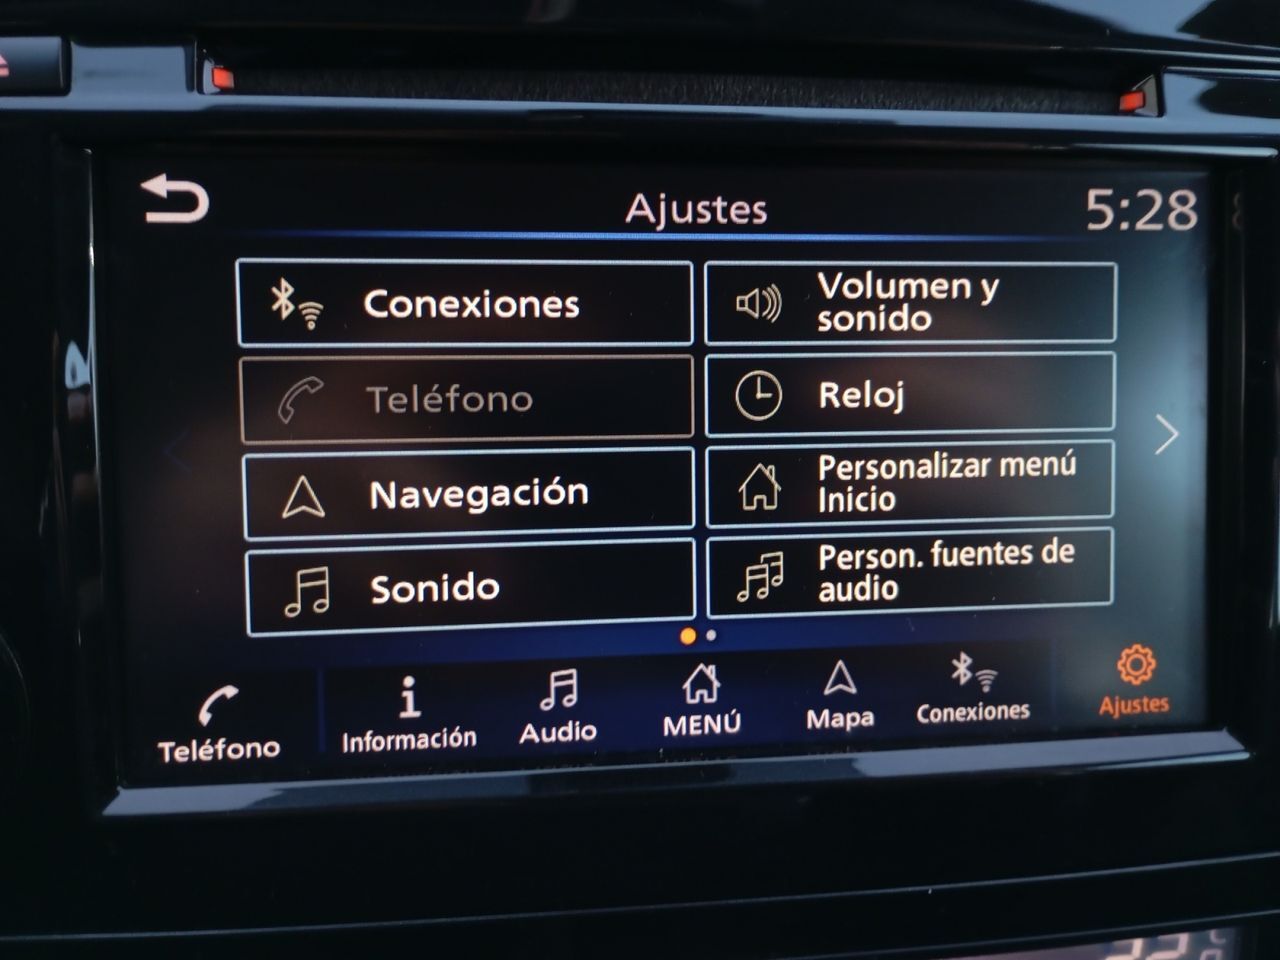 Ajustes
5:28
Conexiones
Volumen y
sonido
Teléfono
Reloj
Navegación
Personalizar menú
Inicio
Sonido
Person. fuentes de
audio
Teléfono
Información
Audio
MENÚ
Mapa
Conexiones
Ajustes